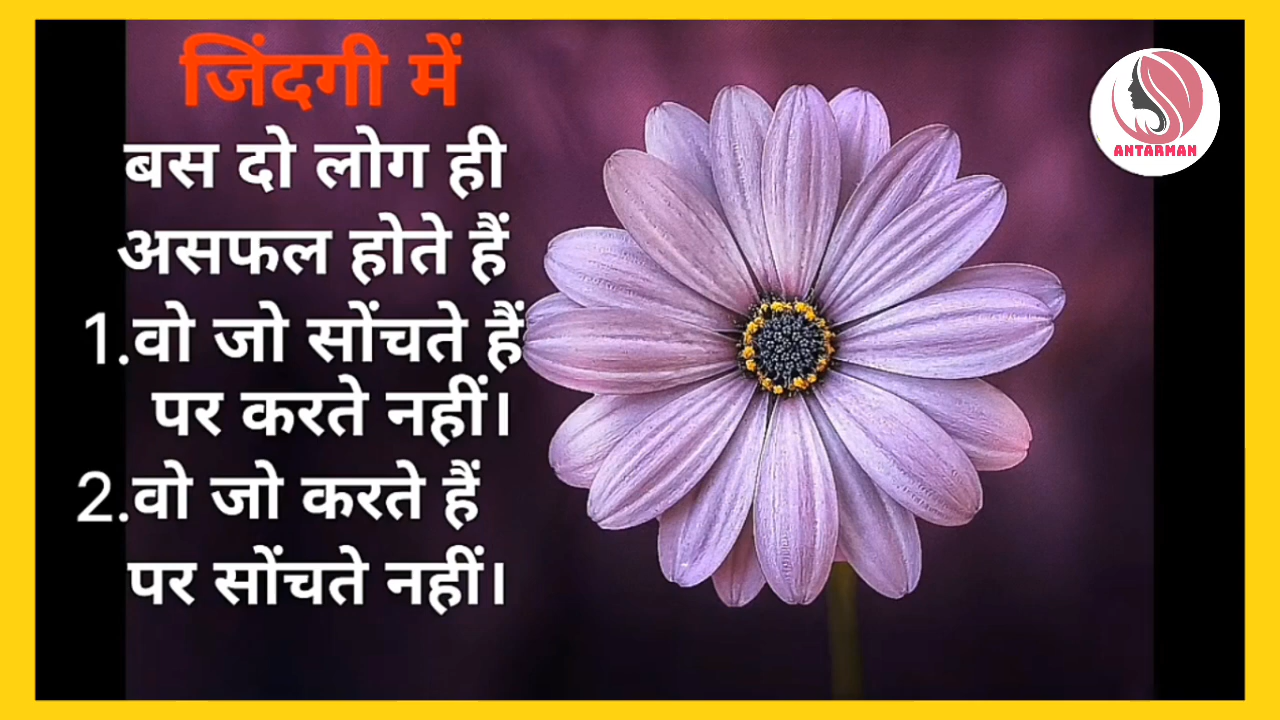 जिंदगी में
बस दो लोग ही
असफल होते हैं
1.वो जो सोंचते हैं
पर करते नहीं।
2.वो जो करते हैं
पर सोंचते नहीं।
ANTARMAN